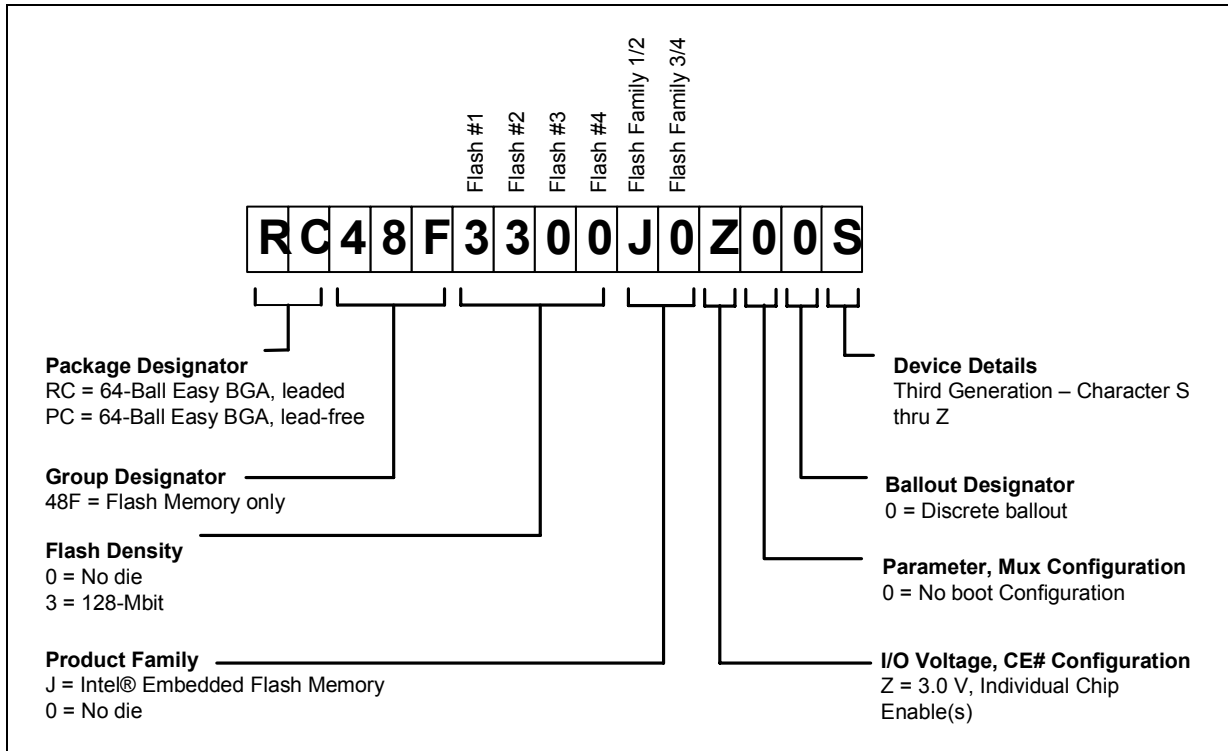 Flash #1
Flash #2
Flash #3
Flash #4
Flash Family 1/2
Flash Family 3/4
R C 4 8 F 3 3 0 0 J 0 Z 0 0 S
Package Designator
RC = 64-Ball Easy BGA, leaded
PC = 64-Ball Easy BGA, lead-free
Group Designator
48F = Flash Memory only
Flash Density
0 = No die
3 = 128-Mbit
Product Family
J = Intel® Embedded Flash Memory
0 = No die
Device Details
Third Generation – Character S
thru Z
Ballout Designator
0 = Discrete ballout
Parameter, Mux Configuration
0 = No boot Configuration
I/O Voltage, CE# Configuration
Z = 3.0 V, Individual Chip
Enable(s)